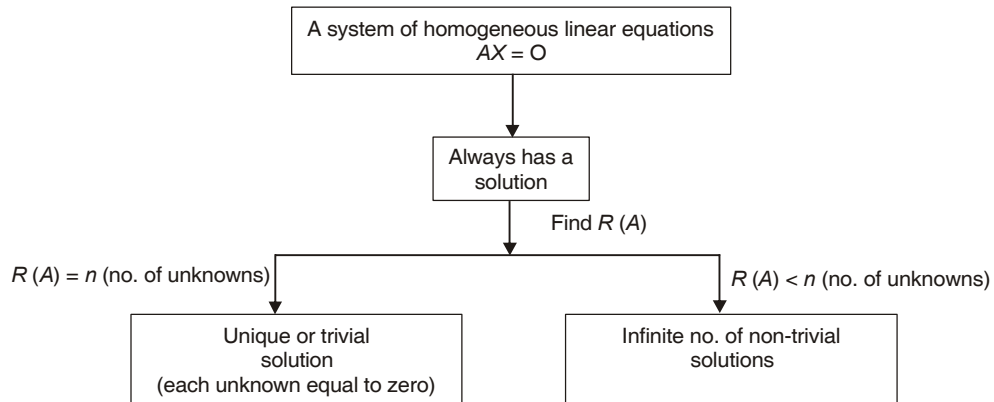 A system of homogeneous linear equations
AX = O
Always has a
solution
Find R (A)
R (A) = n (no. of unknowns)
R (A) < n (no. of unknowns)
Unique or trivial
solution
(each unknown equal to zero)
Infinite no. of non-trivial
solutions